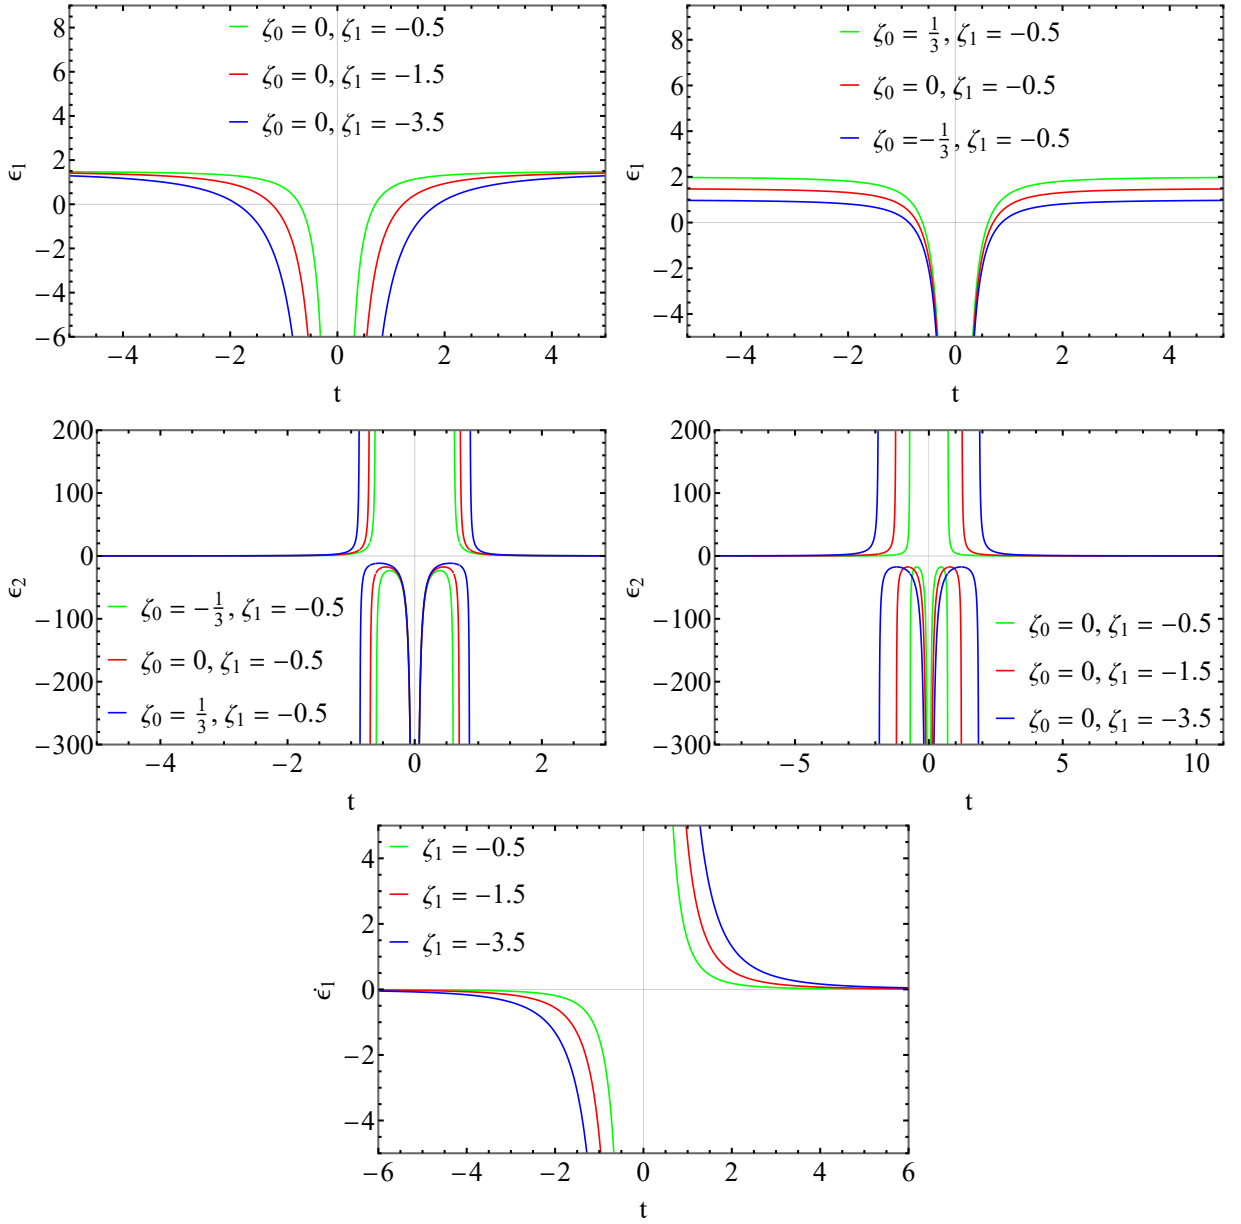 ζ₀ = 0, ζ₁ = −0.5
ζ₀ = 0, ζ₁ = −1.5
ζ₀ = 0, ζ₁ = −3.5
8
6
4
2
0
−2
−4
−6
ϵ₁
−4 −2 0 2 4
t
ζ₀ = 1/3, ζ₁ = −0.5
ζ₀ = 0, ζ₁ = −0.5
ζ₀ =−1/3, ζ₁ = −0.5
8
6
4
2
0
−2
−4
ϵ₁
−4 −2 0 2 4
t
200
100
0
−100
−200
−300
ϵ₂
ζ₀ = −1/3, ζ₁ = −0.5
ζ₀ = 0, ζ₁ = −0.5
ζ₀ = 1/3, ζ₁ = −0.5
−4 −2 0 2
t
200
100
0
−100
−200
−300
ϵ₂
ζ₀ = 0, ζ₁ = −0.5
ζ₀ = 0, ζ₁ = −1.5
ζ₀ = 0, ζ₁ = −3.5
−5 0 5 10
t
ζ₁ = −0.5
ζ₁ = −1.5
ζ₁ = −3.5
4
2
0
−2
−4
ϵ̇₁
−6 −4 −2 0 2 4 6
t